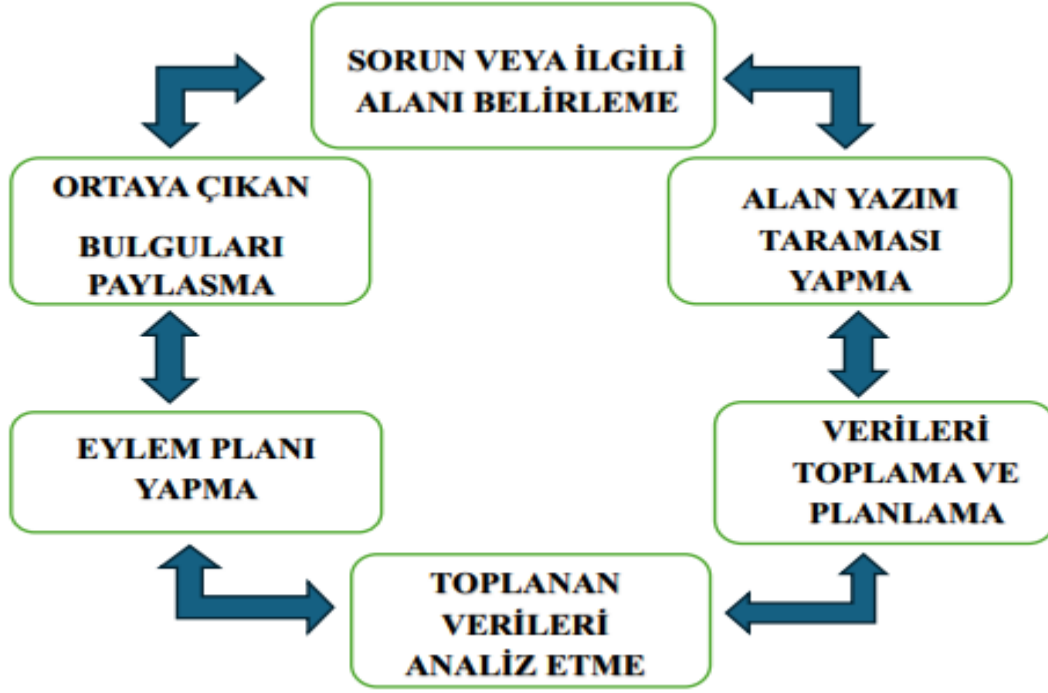 SORUN VEYA İLGİLİ
ALANI BELİRLEME
ALAN YAZIM
TARAMASI
YAPMA
VERİLERİ
TOPLAMA VE
PLANLAMA
TOPLANAN
VERİLERİ
ANALİZ ETME
EYLEM PLANI
YAPMA
ORTAYA ÇIKAN
BULGULARI
PAYLASMA